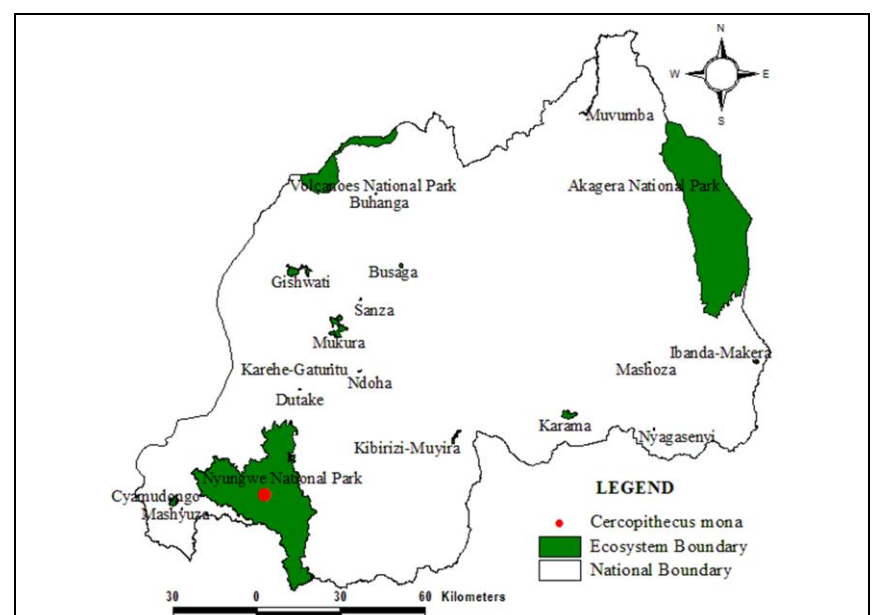 N
W E
S
Muvumba
Volcanoes National Park
Akagera National Park
Buhanga
Gishwati
Busaga
Sanza
Mukura
Ibanda-Makera
Karehe-Gaturitu
Mashoza
Ndoha
Dutake
Karama
Nyagasenyi
Kibirizi-Muyira
Nyungwe National Park
Cyamudongo
Mashyuza
LEGEND
Cercopithecus mona
Ecosystem Boundary
National Boundary
30 0 30 60 Kilometers